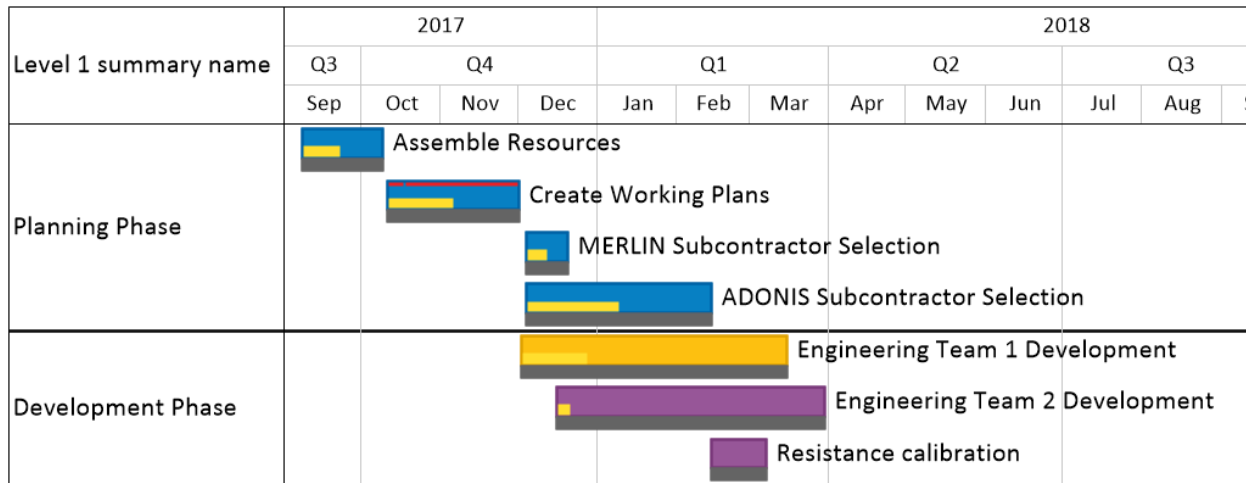 2017 2018
Level 1 summary name
Q3 Q4 Q1 Q2 Q3
Sep Oct Nov Dec Jan Feb Mar Apr May Jun Jul Aug
Planning Phase
Assemble Resources
Create Working Plans
MERLIN Subcontractor Selection
ADONIS Subcontractor Selection
Development Phase
Engineering Team 1 Development
Engineering Team 2 Development
Resistance calibration